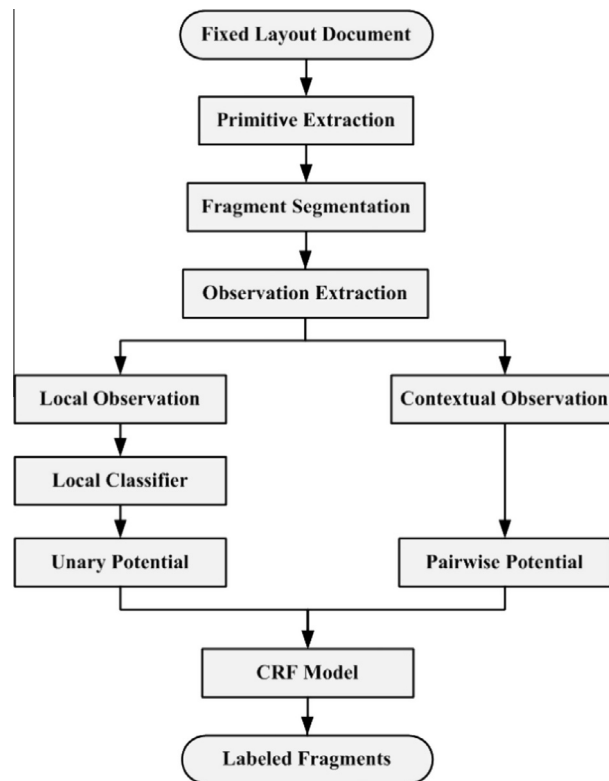 Fixed Layout Document
Primitive Extraction
Fragment Segmentation
Observation Extraction
Local Observation
Contextual Observation
Local Classifier
Unary Potential
Pairwise Potential
CRF Model
Labeled Fragments